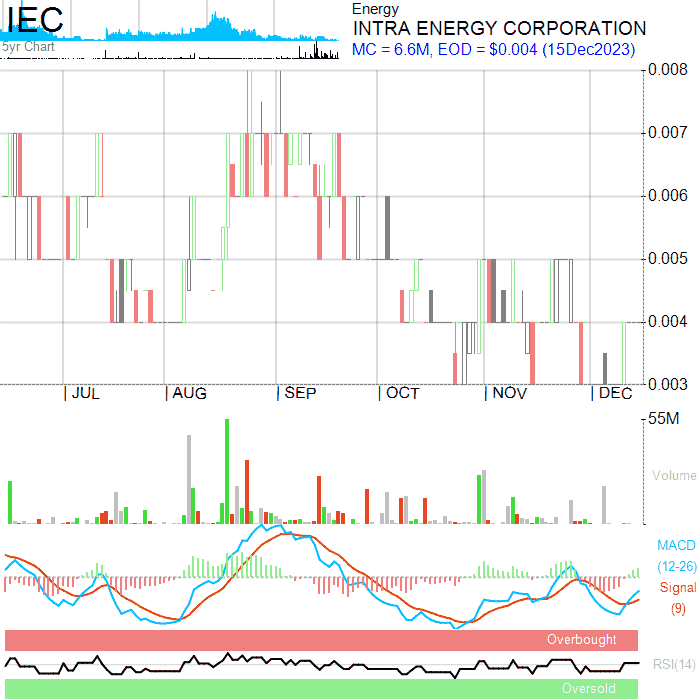 IEC
5yr Chart
Energy
INTRA ENERGY CORPORATION
MC = 6.6M, EOD = $0.004 (15Dec2023)
0.008
0.007
0.006
0.005
0.004
0.003
JUL AUG SEP OCT NOV DEC
55M
Volume
MACD
(12-26)
Signal
(9)
Overbought
RSI(14)
Oversold